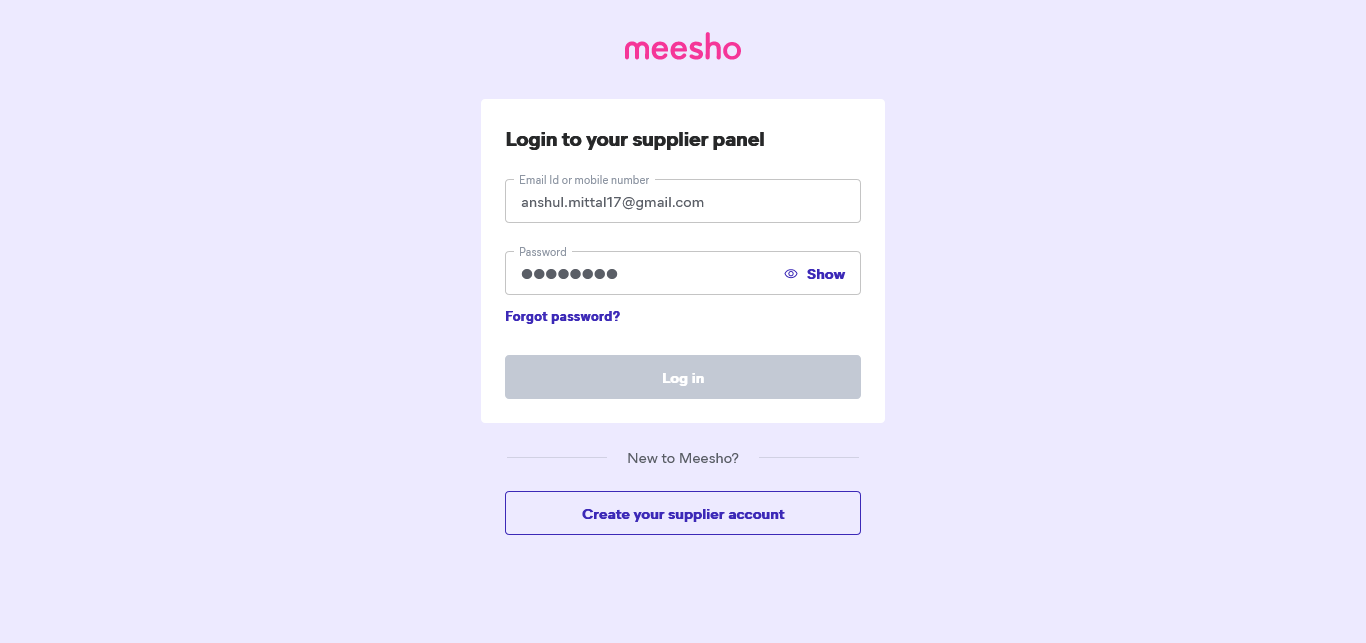 meesho
Login to your supplier panel
Email Id or mobile number
anshul.mittal17@gmail.com
Password
●●●●●●●●
Show
Forgot password?
Log in
New to Meesho?
Create your supplier account